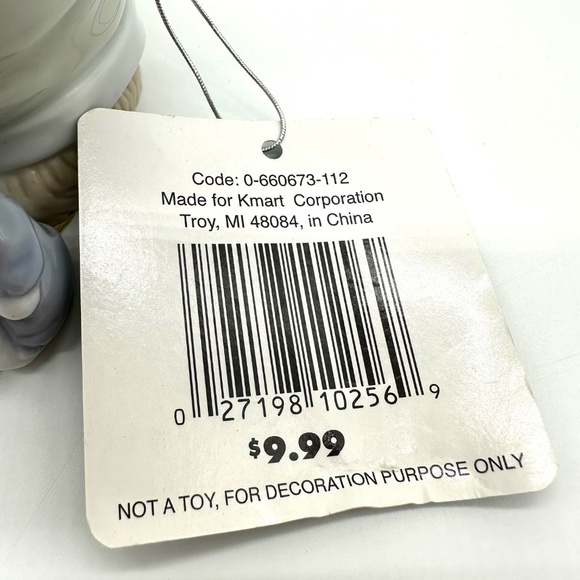 Code: 0-660673-112
Made for Kmart Corporation
Troy, MI 48084, in China
0 27198 10256 9
$9.99
NOT A TOY, FOR DECORATION PURPOSE ONLY